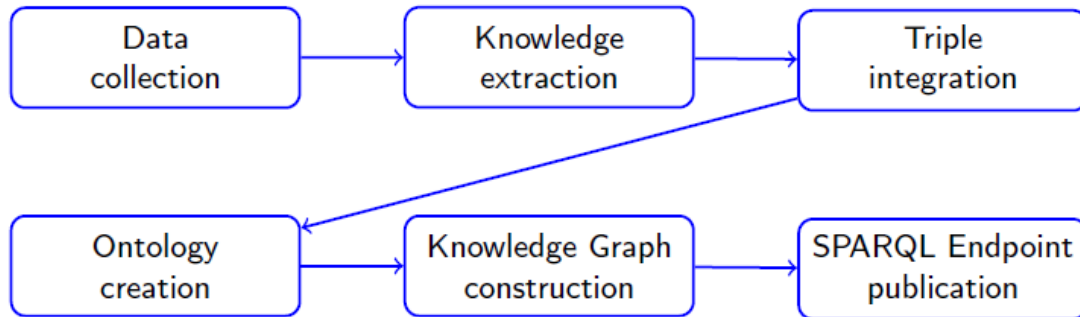 Data
collection
Knowledge
extraction
Triple
integration
Ontology
creation
Knowledge Graph
construction
SPARQL Endpoint
publication